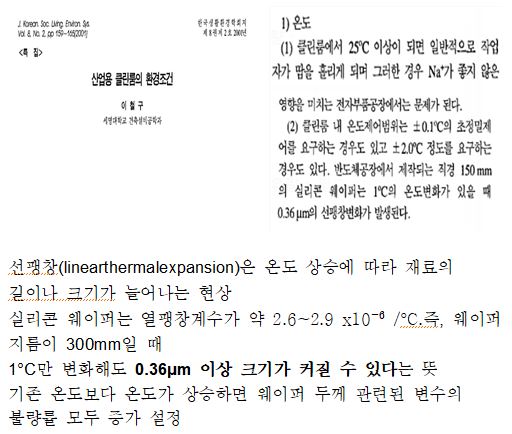 J. Korean. Soc. Living. Environ. Sys.
Vol. 8, No. 2, pp 159~165(2001)
한국생활환경학회지
제 8 권 제 2 호. 2001년
<특 집>
산업용 클린룸의 환경조건
이 철 구
세명대학교 건축설비공학과
1) 온도
(1) 클린룸에서 25℃ 이상이 되면 일반적으로 작업
자가 땀을 흘리게 되며 그러한 경우 Na⁺가 좋지 않은
영향을 미치는 전자부품공장에서는 문제가 된다.
(2) 클린룸 내 온도제어범위는 ±0.1℃의 초정밀제
어를 요구하는 경우도 있고 ±2.0℃ 정도를 요구하는
경우도 있다. 반도체공장에서 제작되는 직경 150 mm
의 실리콘 웨이퍼는 1℃의 온도변화가 있을 때
0.36 μm의 선팽창변화가 발생된다.
선팽창(linearthermalexpansion)은 온도 상승에 따라 재료의
길이나 크기가 늘어나는 현상
실리콘 웨이퍼는 열팽창계수가 약 2.6~2.9 x10⁻⁶ /°C.즉, 웨이퍼
지름이 300mm일 때
1°C만 변화해도 0.36μm 이상 크기가 커질 수 있다는 뜻
기존 온도보다 온도가 상승하면 웨이퍼 두께 관련된 변수의
불량률 모두 증가 설정